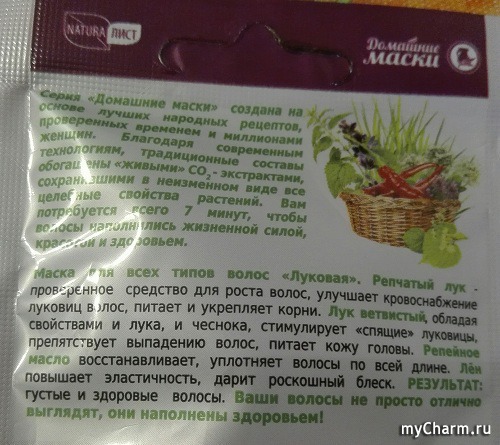 NATURA ЛИСТ
Домашние
маски
Серия «Домашние маски» создана на
основе лучших народных рецептов,
проверенных временем и миллионами
женщин. Благодаря современным
технологиям, традиционные составы
обогащены «живыми» CO₂- экстрактами,
сохранившими в неизменном виде все
целебные свойства растений. Вам
потребуется всего 7 минут, чтобы
волосы наполнились жизненной силой,
красотой и здоровьем.
Маска для всех типов волос «Луковая». Репчатый лук -
проверенное средство для роста волос, улучшает кровоснабжение
луковиц волос, питает и укрепляет корни. Лук ветвистый, обладая
свойствами и лука, и чеснока, стимулирует «спящие» луковицы,
препятствует выпадению волос, питает кожу головы. Репейное
масло восстанавливает, уплотняет волосы по всей длине. Лён
повышает эластичность, дарит роскошный блеск. РЕЗУЛЬТАТ:
густые и здоровые волосы. Ваши волосы не просто отлично
выглядят, они наполнены здоровьем!
myCharm.ru